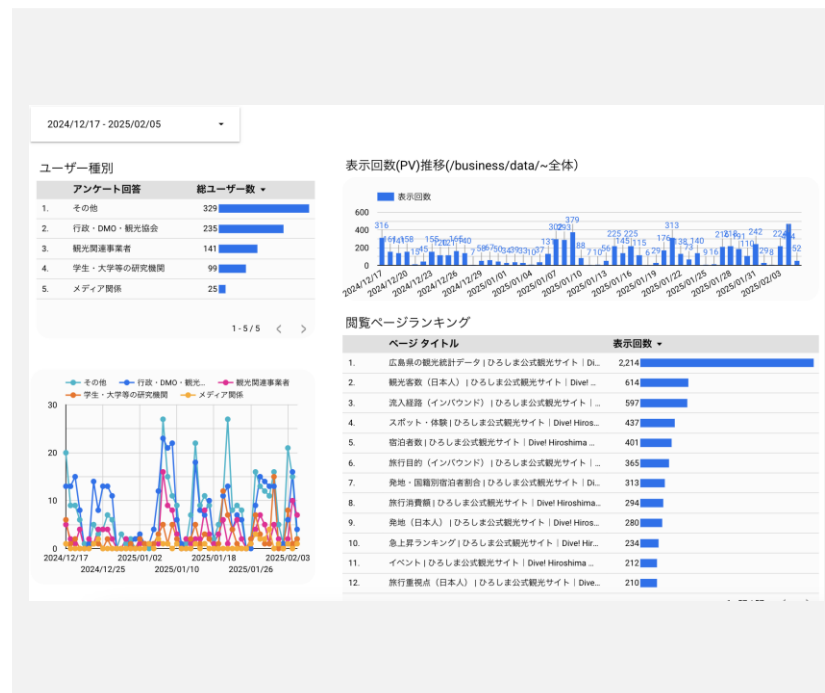 2024/12/17 - 2025/02/05
ユーザー種別
アンケート回答 総ユーザー数
1. その他 329
2. 行政・DMO・観光協会 235
3. 観光関連事業者 141
4. 学生・大学等の研究機関 99
5. メディア関係 25
1 - 5 / 5
その他 行政・DMO・観光... 観光関連事業者
学生・大学等の研究機関 メディア関係
30
20
10
0
2024/12/17 2025/01/02 2025/01/18 2025/02/03
2024/12/25 2025/01/10 2025/01/26
表示回数(PV)推移(/business/data/~全体)
表示回数
600
400
200
0
316
379
313
242
52
2024/12/17 2024/12/20 2024/12/23 2024/12/26 2024/12/29 2025/01/01 2025/01/04 2025/01/07 2025/01/10 2025/01/13 2025/01/16 2025/01/19 2025/01/22 2025/01/25 2025/01/28 2025/01/31 2025/02/03
閲覧ページランキング
ページ タイトル 表示回数
1. 広島県の観光統計データ | ひろしま公式観光サイト｜Di... 2,214
2. 観光客数（日本人） | ひろしま公式観光サイト｜Dive! ... 614
3. 流入経路（インバウンド） | ひろしま公式観光サイト｜... 597
4. スポット・体験 | ひろしま公式観光サイト｜Dive! Hiros... 437
5. 宿泊者数 | ひろしま公式観光サイト｜Dive! Hiroshima ... 401
6. 旅行目的（インバウンド） | ひろしま公式観光サイト｜... 365
7. 発地・国籍別宿泊者割合 | ひろしま公式観光サイト｜Di... 313
8. 旅行消費額 | ひろしま公式観光サイト｜Dive! Hiroshima... 294
9. 発地（日本人） | ひろしま公式観光サイト｜Dive! Hiros... 280
10. 急上昇ランキング | ひろしま公式観光サイト｜Dive! Hir... 234
11. イベント | ひろしま公式観光サイト｜Dive! Hiroshima ... 212
12. 旅行重視点（日本人） | ひろしま公式観光サイト｜Dive... 210